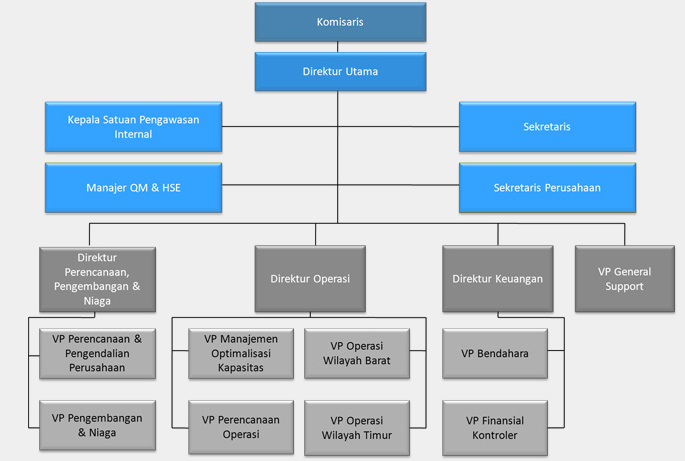 Komisaris
Direktur Utama
Kepala Satuan Pengawasan
Internal
Sekretaris
Manajer QM & HSE
Sekretaris Perusahaan
Direktur
Perencanaan,
Pengembangan &
Niaga
Direktur Operasi
Direktur Keuangan
VP General
Support
VP Perencanaan &
Pengendalian
Perusahaan
VP Manajemen
Optimalisasi
Kapasitas
VP Operasi
Wilayah Barat
VP Bendahara
VP Pengembangan
& Niaga
VP Perencanaan
Operasi
VP Operasi
Wilayah Timur
VP Finansial
Kontroler